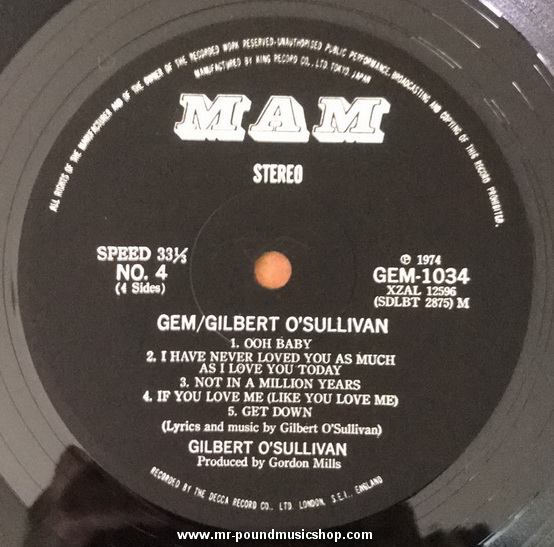 ALL RIGHTS OF THE MANUFACTURER AND OF THE OWNER OF THE RECORDED WORK RESERVED-UNAUTHORISED PUBLIC PERFORMANCE, BROADCASTING AND COPYING OF THIS RECORD PROHIBITED.
MANUFACTURED BY KING RECORD CO., LTD. TOKYO, JAPAN
MAM
STEREO
SPEED 33⅓
NO. 4
(4 Sides)
℗ 1974
GEM-1034
XZAL 12596
(SDLBT 2875) M
GEM/GILBERT O'SULLIVAN
1. OOH BABY
2. I HAVE NEVER LOVED YOU AS MUCH
AS I LOVE YOU TODAY
3. NOT IN A MILLION YEARS
4. IF YOU LOVE ME (LIKE YOU LOVE ME)
5. GET DOWN
(Lyrics and music by Gilbert O'Sullivan)
GILBERT O'SULLIVAN
Produced by Gordon Mills
RECORDED BY THE DECCA RECORD CO., LTD. LONDON, S.E.I., ENGLAND
www.mr-poundmusicshop.com